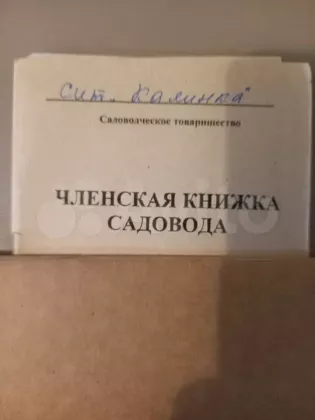 с/т. „Калинка"
Садоводческое товарищество
ЧЛЕНСКАЯ КНИЖКА
САДОВОДА